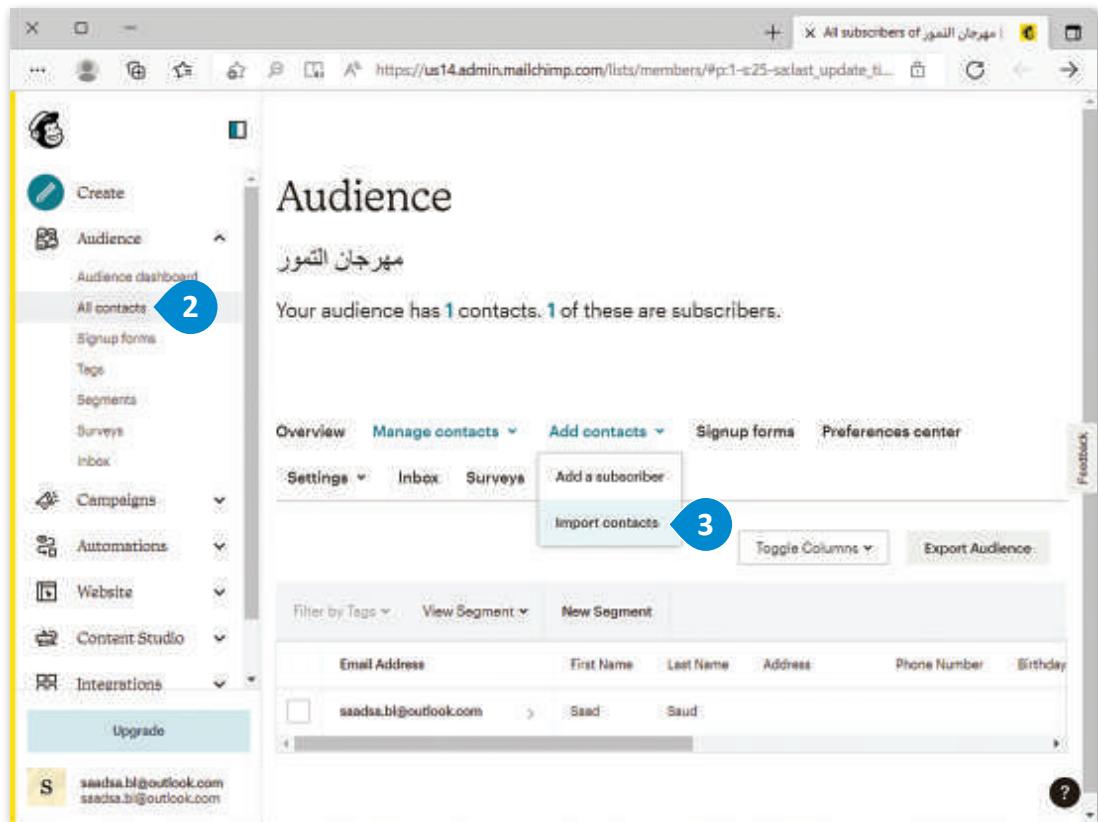 All subscribers of مهرجان التمور |
https://us14.admin.mailchimp.com/lists/members/#p:1-s:25-sa:last_update_ti...
Create
Audience
Audience dashboard
All contacts
2
Signup forms
Tags
Segments
Surveys
Inbox
Campaigns
Automations
Website
Content Studio
Integrations
Upgrade
S
saadsa.bl@outlook.com
saadsa.bl@outlook.com
Audience
مهرجان التمور
Your audience has 1 contacts. 1 of these are subscribers.
Overview Manage contacts Add contacts Signup forms Preferences center
Settings Inbox Surveys
Add a subscriber
Import contacts
3
Toggle Columns Export Audience
Filter by Tags View Segment New Segment
Email Address First Name Last Name Address Phone Number Birthday
saadsa.bl@outlook.com Saad Saud
Feedback
?